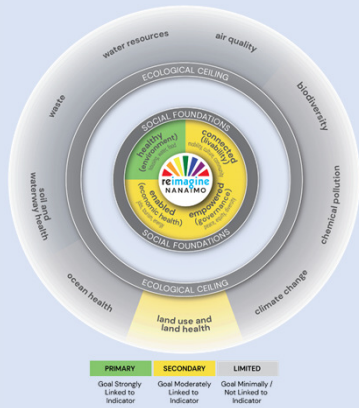 water resources
air quality
waste
biodiversity
ECOLOGICAL CEILING
SOCIAL FOUNDATIONS
healthy
(environment)
connected
(livability)
reimagine
NANAIMO
enabled
(economic health)
empowered
(governance)
SOCIAL FOUNDATIONS
ECOLOGICAL CEILING
soil and
waterway health
chemical pollution
ocean health
climate change
land use and
land health
PRIMARY
SECONDARY
LIMITED
Goal Strongly
Linked to
Indicator
Goal Moderately
Linked to
Indicator
Goal Minimally /
Not Linked to
Indicator